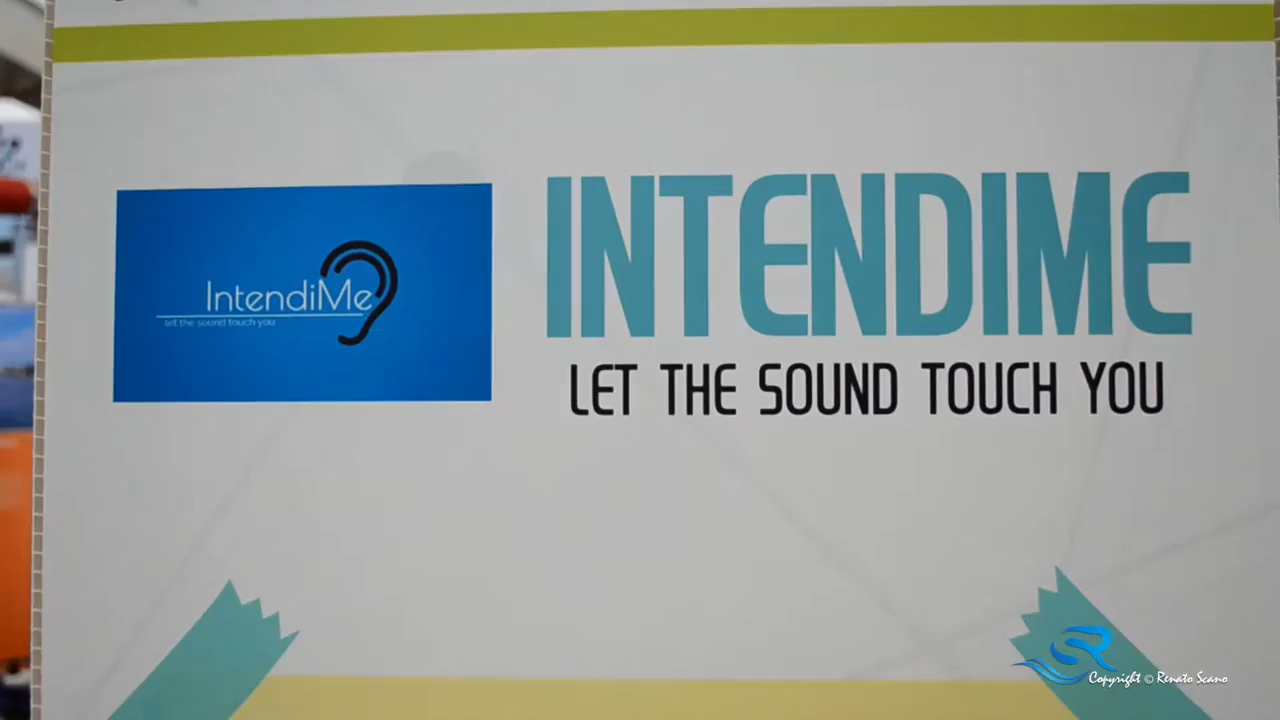 IntendiMe
let the sound touch you
INTENDIME
LET THE SOUND TOUCH YOU
Copyright © Renato Scano